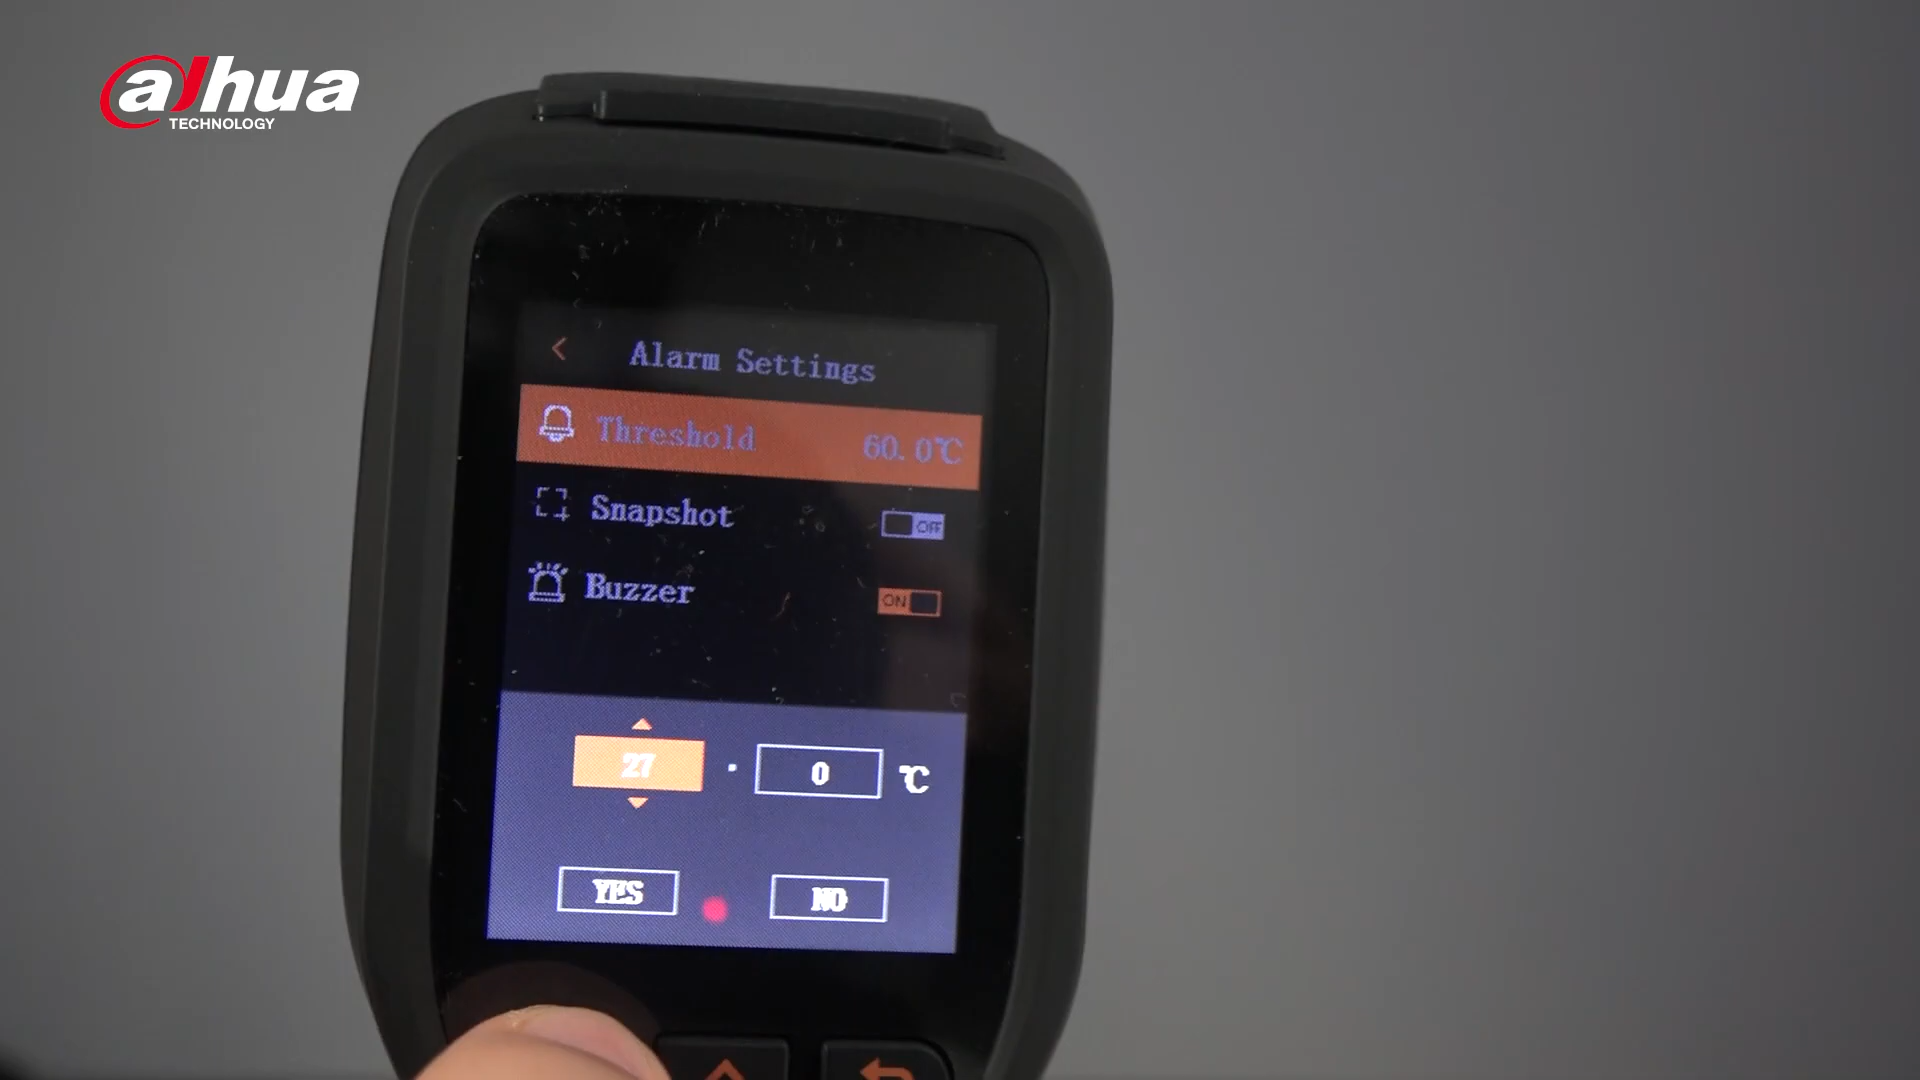 alhua
TECHNOLOGY
Alarm Settings
Threshold 60.0℃
Snapshot OFF
Buzzer ON
27 . 0 ℃
YES NO